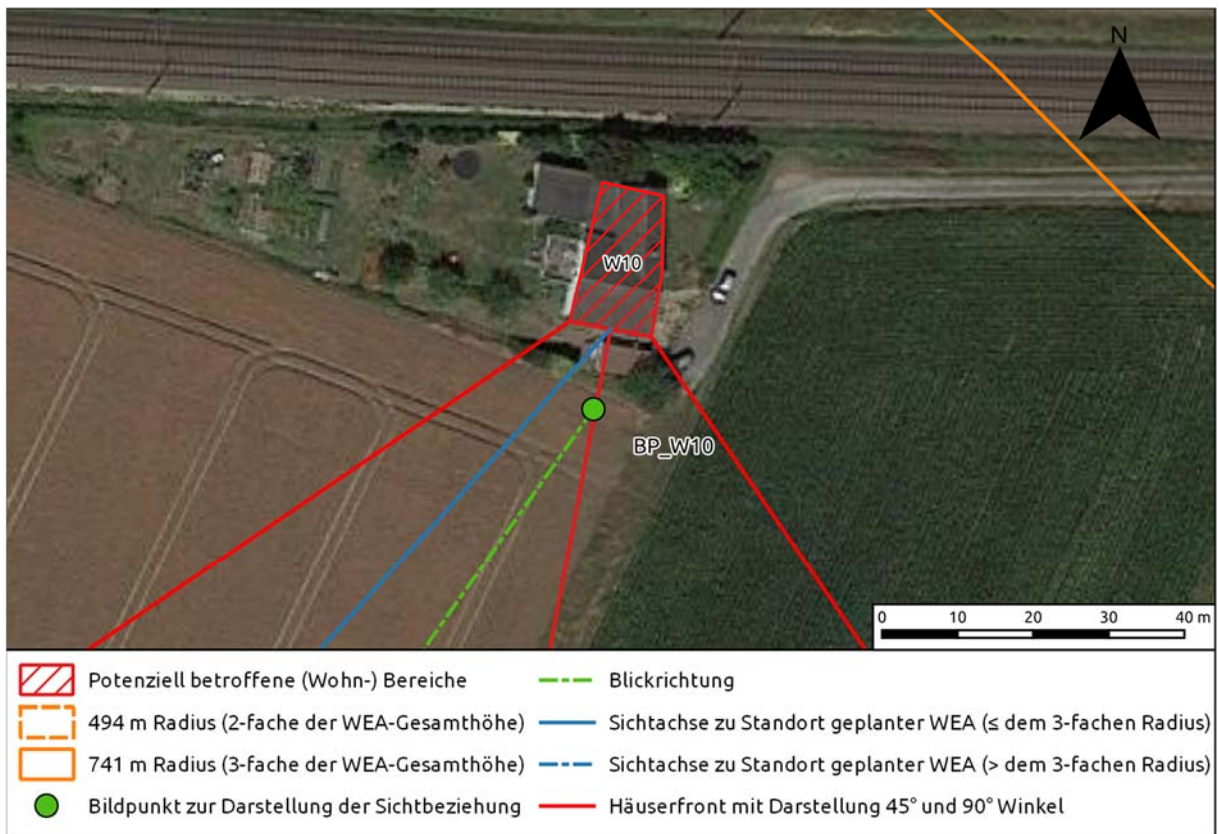 N
W10
BP_W10
0 10 20 30 40 m
Potenziell betroffene (Wohn-) Bereiche
494 m Radius (2-fache der WEA-Gesamthöhe)
741 m Radius (3-fache der WEA-Gesamthöhe)
Bildpunkt zur Darstellung der Sichtbeziehung
Blickrichtung
Sichtachse zu Standort geplanter WEA (≤ dem 3-fachen Radius)
Sichtachse zu Standort geplanter WEA (> dem 3-fachen Radius)
Häuserfront mit Darstellung 45° und 90° Winkel